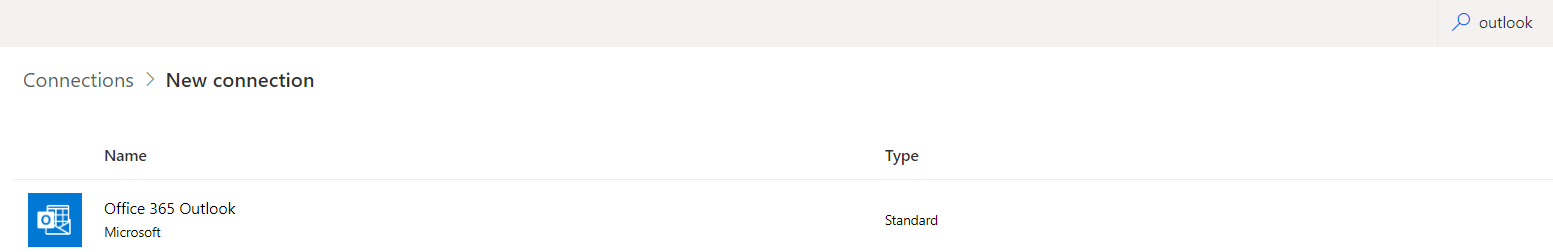 outlook
Connections > New connection
Name Type
Office 365 Outlook
Microsoft
Standard